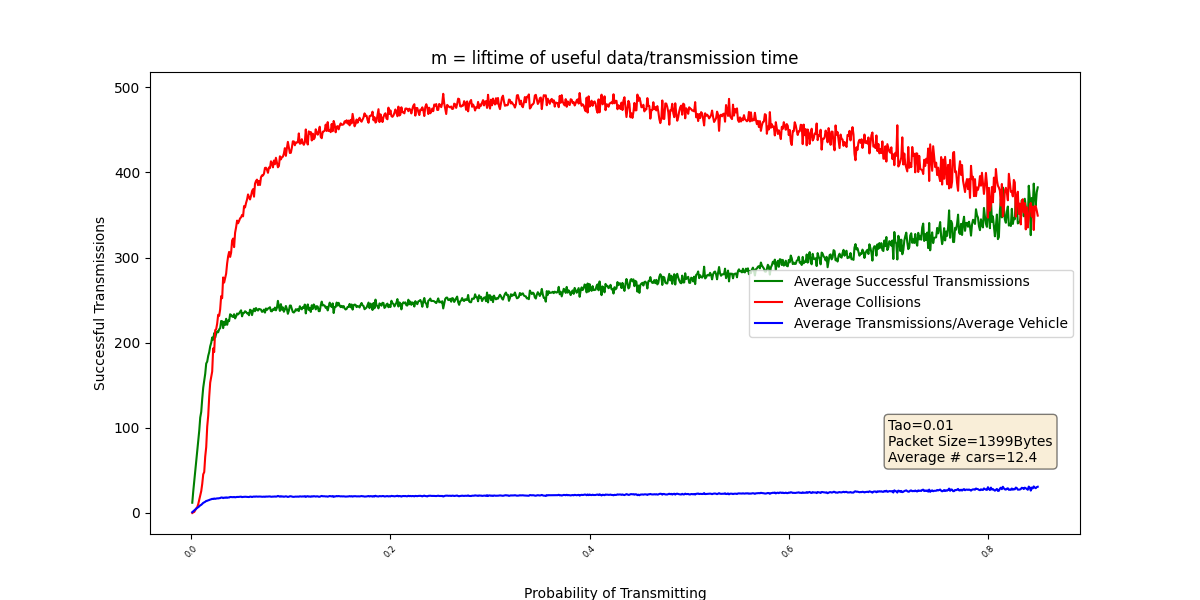 m = liftime of useful data/transmission time
500
400
300
200
100
0
Successful Transmissions
Average Successful Transmissions
Average Collisions
Average Transmissions/Average Vehicle
Tao=0.01
Packet Size=1399Bytes
Average # cars=12.4
0.0
0.2
0.4
0.6
0.8
Probability of Transmitting